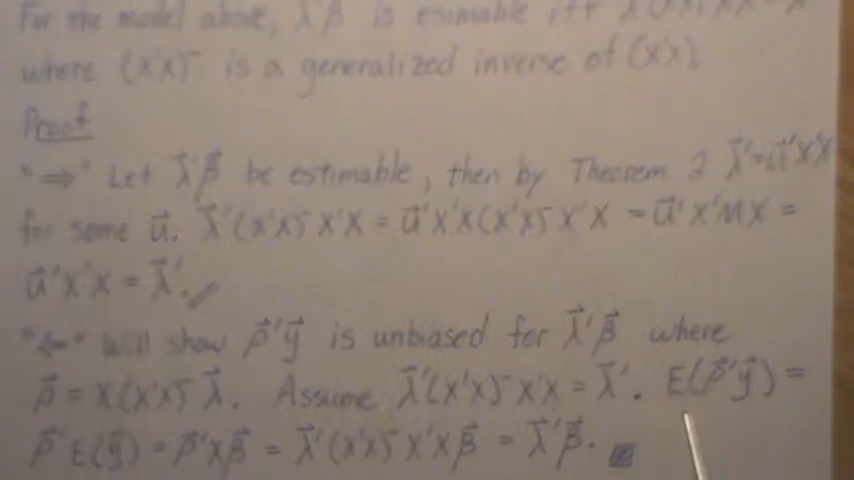 For the model above, λ⃗'β⃗ is esimable iff λ⃗'(X'X)⁻X'X = λ⃗'
where (X'X)⁻ is a generalized inverse of (X'X).
Proof
"⇒" Let λ⃗'β⃗ be estimable, then by Theorem 2 λ⃗'=u⃗'X'X
for some u⃗. λ⃗'(X'X)⁻X'X = u⃗'X'X(X'X)⁻X'X = u⃗'X'MX =
u⃗'X'X = λ⃗'.//
"⇐" Will show ρ⃗'y⃗ is unbiased for λ⃗'β⃗ where
ρ⃗ = X(X'X)⁻λ⃗. Assume λ⃗'(X'X)⁻X'X = λ⃗'. E(ρ⃗'y⃗) =
ρ⃗'E(y⃗) = ρ⃗'Xβ⃗ = λ⃗'(X'X)⁻X'Xβ⃗ = λ⃗'β⃗. ■